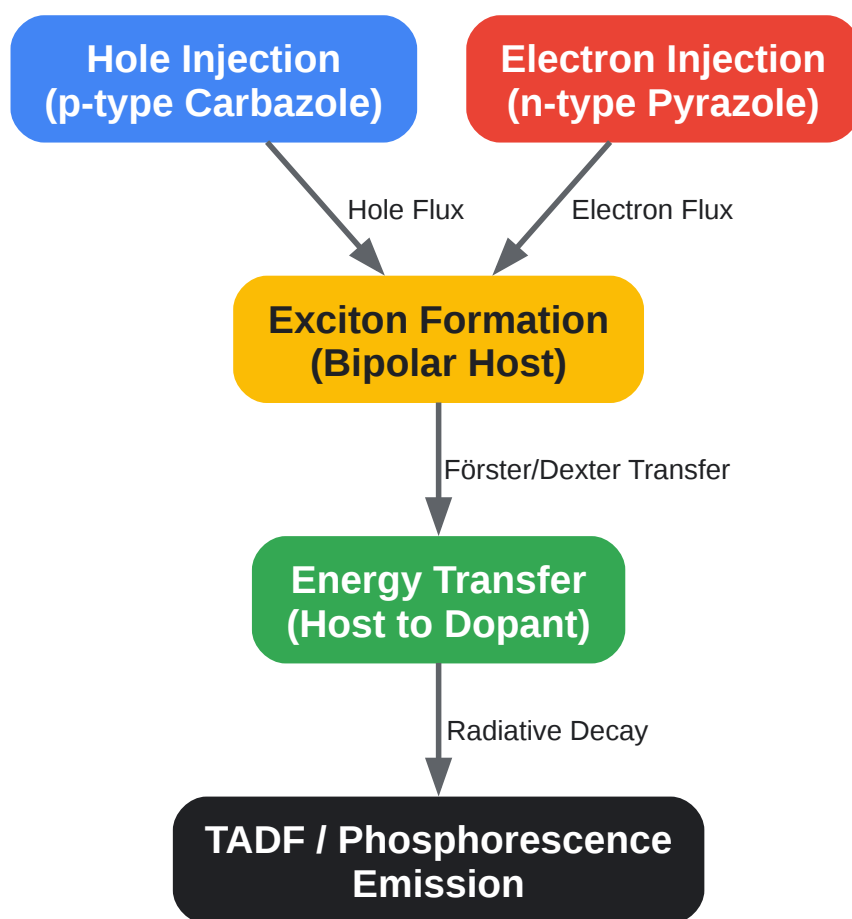 Hole Injection
(p-type Carbazole)
Electron Injection
(n-type Pyrazole)
Hole Flux
Electron Flux
Exciton Formation
(Bipolar Host)
Förster/Dexter Transfer
Energy Transfer
(Host to Dopant)
Radiative Decay
TADF / Phosphorescence
Emission